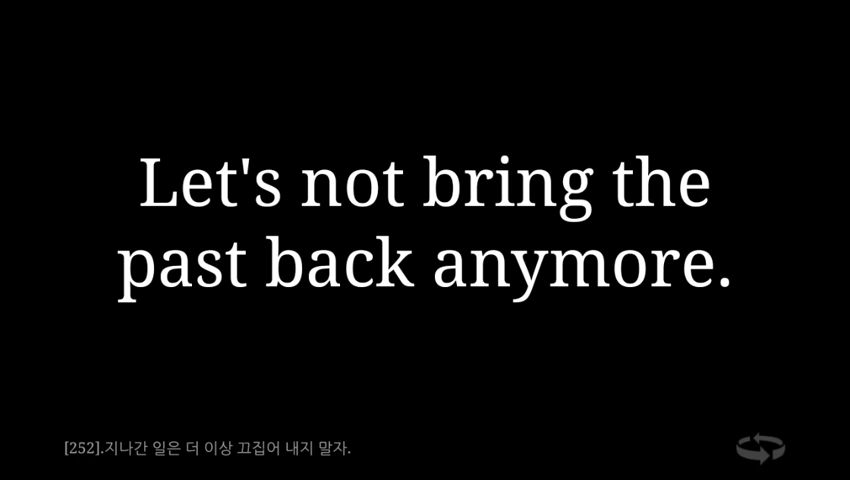 Let's not bring the
past back anymore.
[252].지나간 일은 더 이상 끄집어 내지 말자.